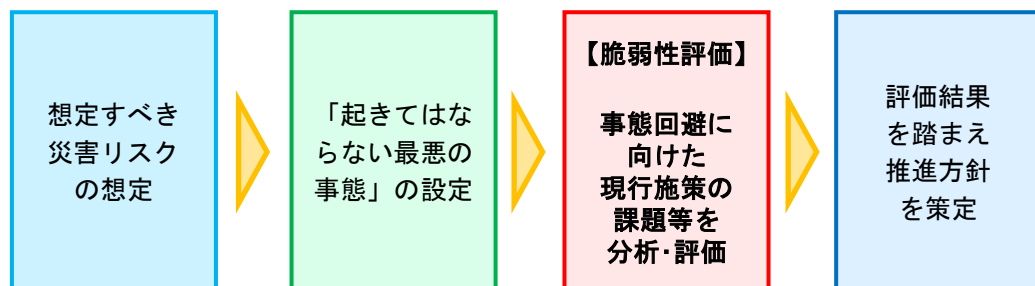 想定すべき
災害リスク
の想定
「起きてはな
らない最悪の
事態」の設定
【脆弱性評価】
事態回避に
向けた
現行施策の
課題等を
分析・評価
評価結果
を踏まえ
推進方針
を策定